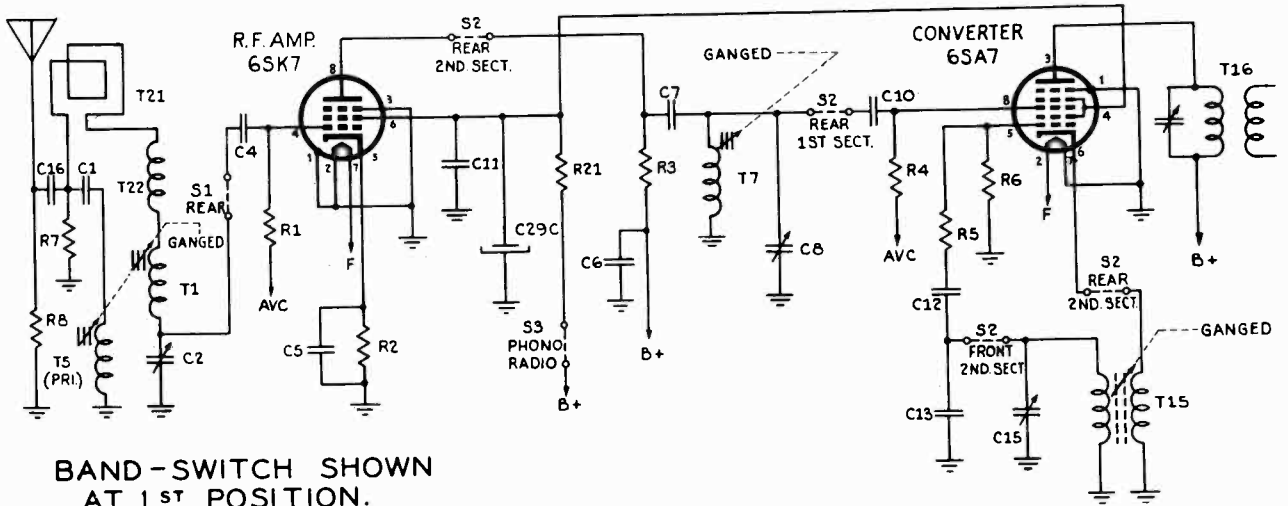 R.F. AMP.
6SK7
S2
REAR
2ND. SECT.
GANGED
CONVERTER
6SA7
T16
T21
C16
C1
C4
T22
S1
REAR
GANGED
R7
R8
T5
(PRI.)
T1
C2
R1
AVC
8
3
6
4
1
2
7
5
F
C5
R2
C11
C29C
R21
S3
PHONO
RADIO
B+
C7
R3
C6
B+
T7
S2
REAR
1ST SECT.
C10
C8
R4
AVC
3
1
8
4
5
2
7
6
F
R6
R5
C12
S2
FRONT
2ND. SECT
C13
C15
S2
REAR
2ND. SECT.
GANGED
T15
B+
BAND-SWITCH SHOWN
AT 1ST POSITION.